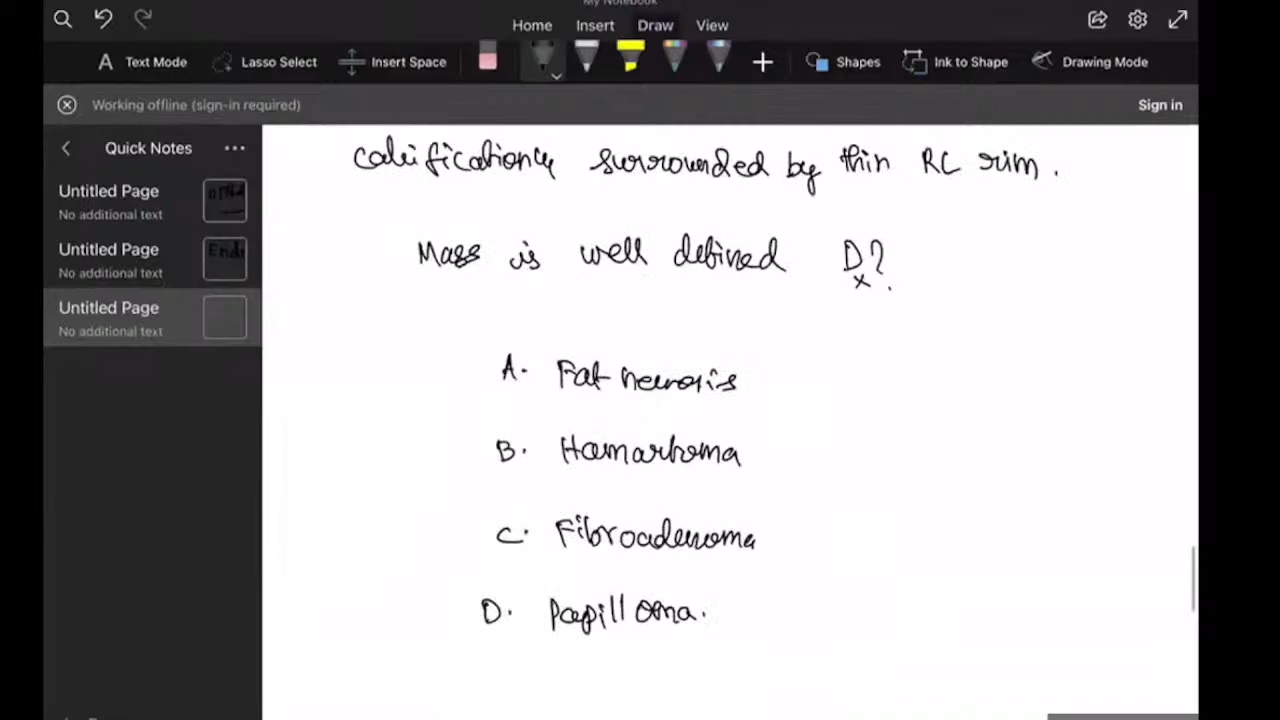 My Notebook
Home Insert Draw View
Text Mode Lasso Select Insert Space Shapes Ink to Shape Drawing Mode
Working offline (sign-in required) Sign in
Quick Notes
Untitled Page
No additional text
Untitled Page
No additional text
Untitled Page
No additional text
calcifications surrounded by thin RL rim.
Mass is well defined Dx?
A. Fat necrosis
B. Hamartoma
C. Fibroadenoma
D. Papilloma.